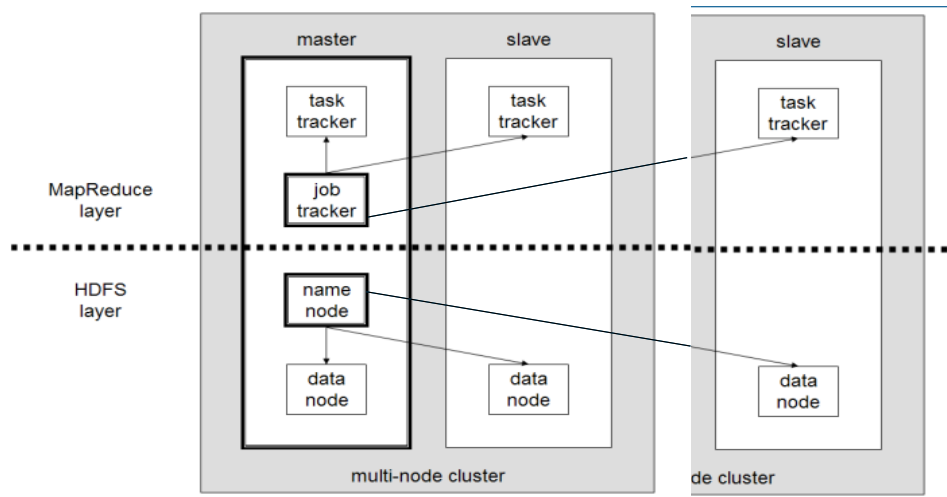 master
slave
slave
task
tracker
task
tracker
task
tracker
job
tracker
MapReduce
layer
HDFS
layer
name
node
data
node
data
node
data
node
multi-node cluster
de cluster